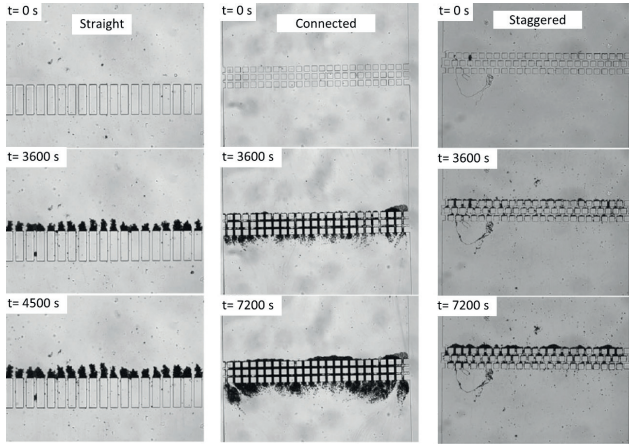 t= 0 s
Straight
t= 0 s
Connected
t= 0 s
Staggered
t= 3600 s
t= 3600 s
t= 3600 s
t= 4500 s
t= 7200 s
t= 7200 s